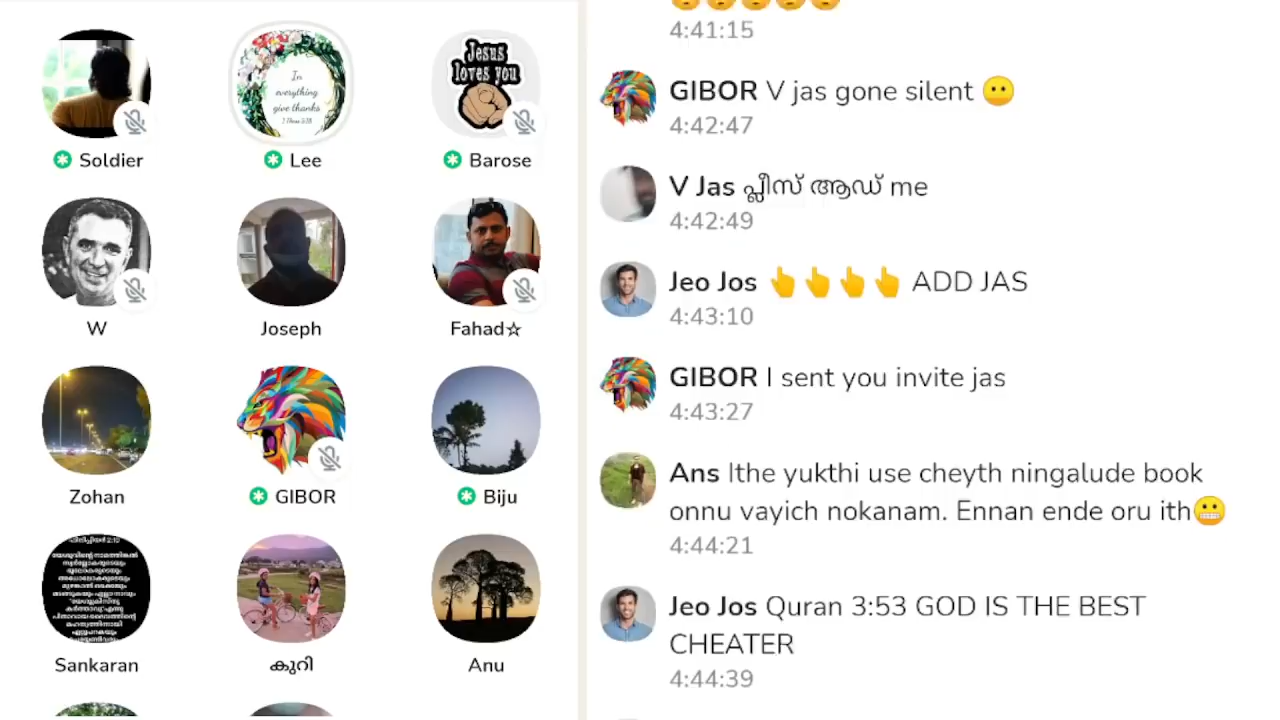 Soldier
In
everything
give thanks
Lee
Jesus
loves you
Barose
W
Joseph
Fahad☆
Zohan
GIBOR
Biju
Sankaran
കുറി
Anu
4:41:15
GIBOR V jas gone silent 😶
4:42:47
V Jas പ്ലീസ് ആഡ് me
4:42:49
Jeo Jos 👆👆👆👆 ADD JAS
4:43:10
GIBOR I sent you invite jas
4:43:27
Ans Ithe yukthi use cheyth ningalude book
onnu vayich nokanam. Ennan ende oru ith😬
4:44:21
Jeo Jos Quran 3:53 GOD IS THE BEST
CHEATER
4:44:39